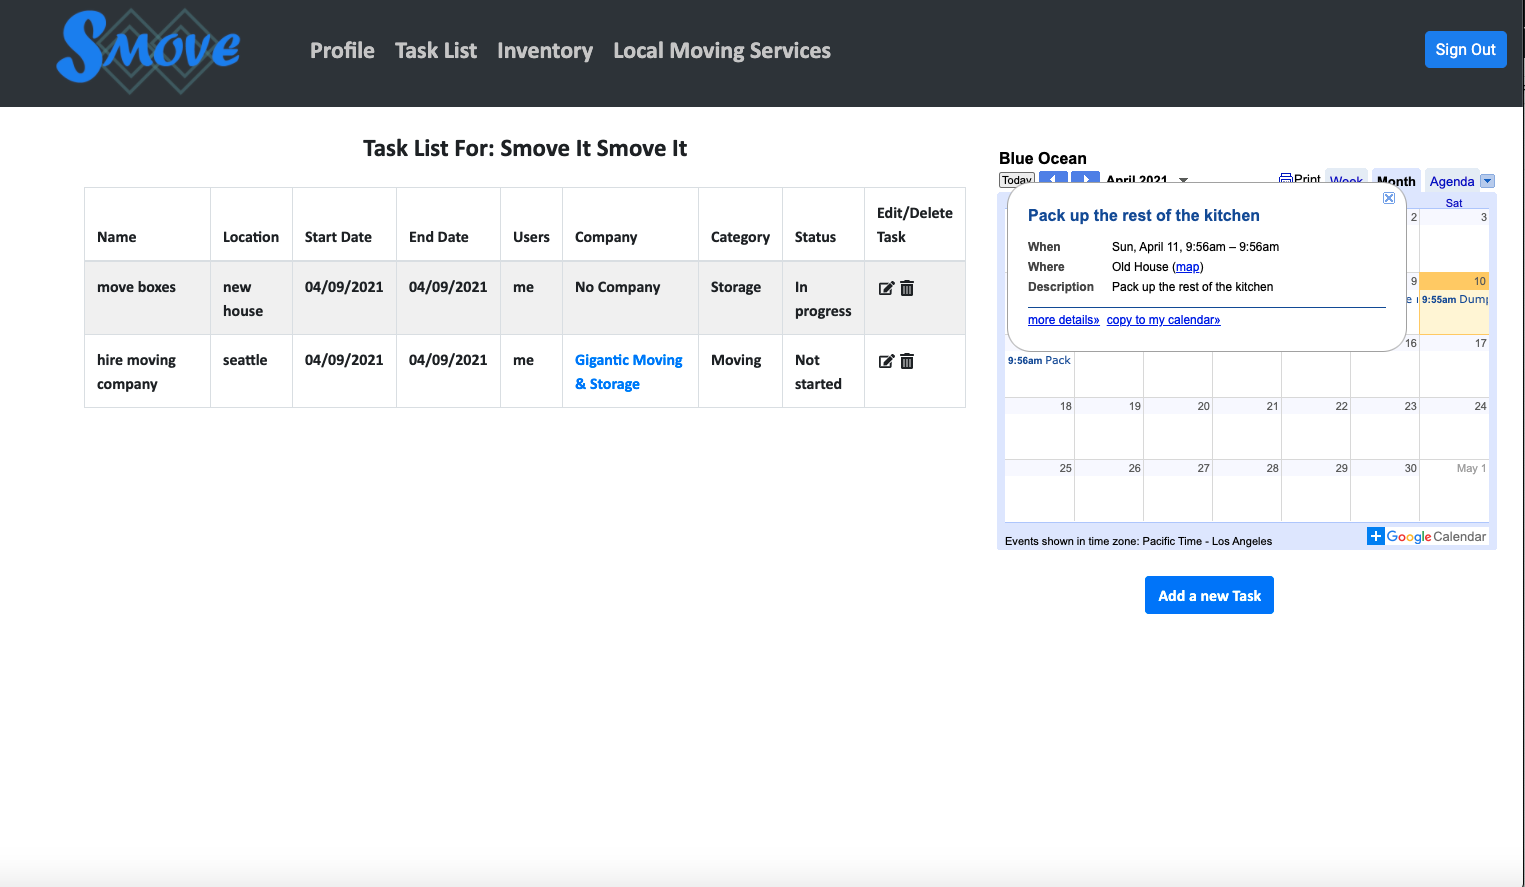 Smove
Profile Task List Inventory Local Moving Services
Sign Out
Task List For: Smove It Smove It
Name Location Start Date End Date Users Company Category Status Edit/Delete Task
move boxes new house 04/09/2021 04/09/2021 me No Company Storage In progress
hire moving company seattle 04/09/2021 04/09/2021 me Gigantic Moving & Storage Moving Not started
Blue Ocean
Today April 2021 Print Week Month Agenda
Sat
Pack up the rest of the kitchen
When Sun, April 11, 9:56am – 9:56am
Where Old House (map)
Description Pack up the rest of the kitchen
more details» copy to my calendar»
2 3
9 10
9:55am Dump
16 17
9:56am Pack
18 19 20 21 22 23 24
25 26 27 28 29 30 May 1
Events shown in time zone: Pacific Time - Los Angeles
Google Calendar
Add a new Task